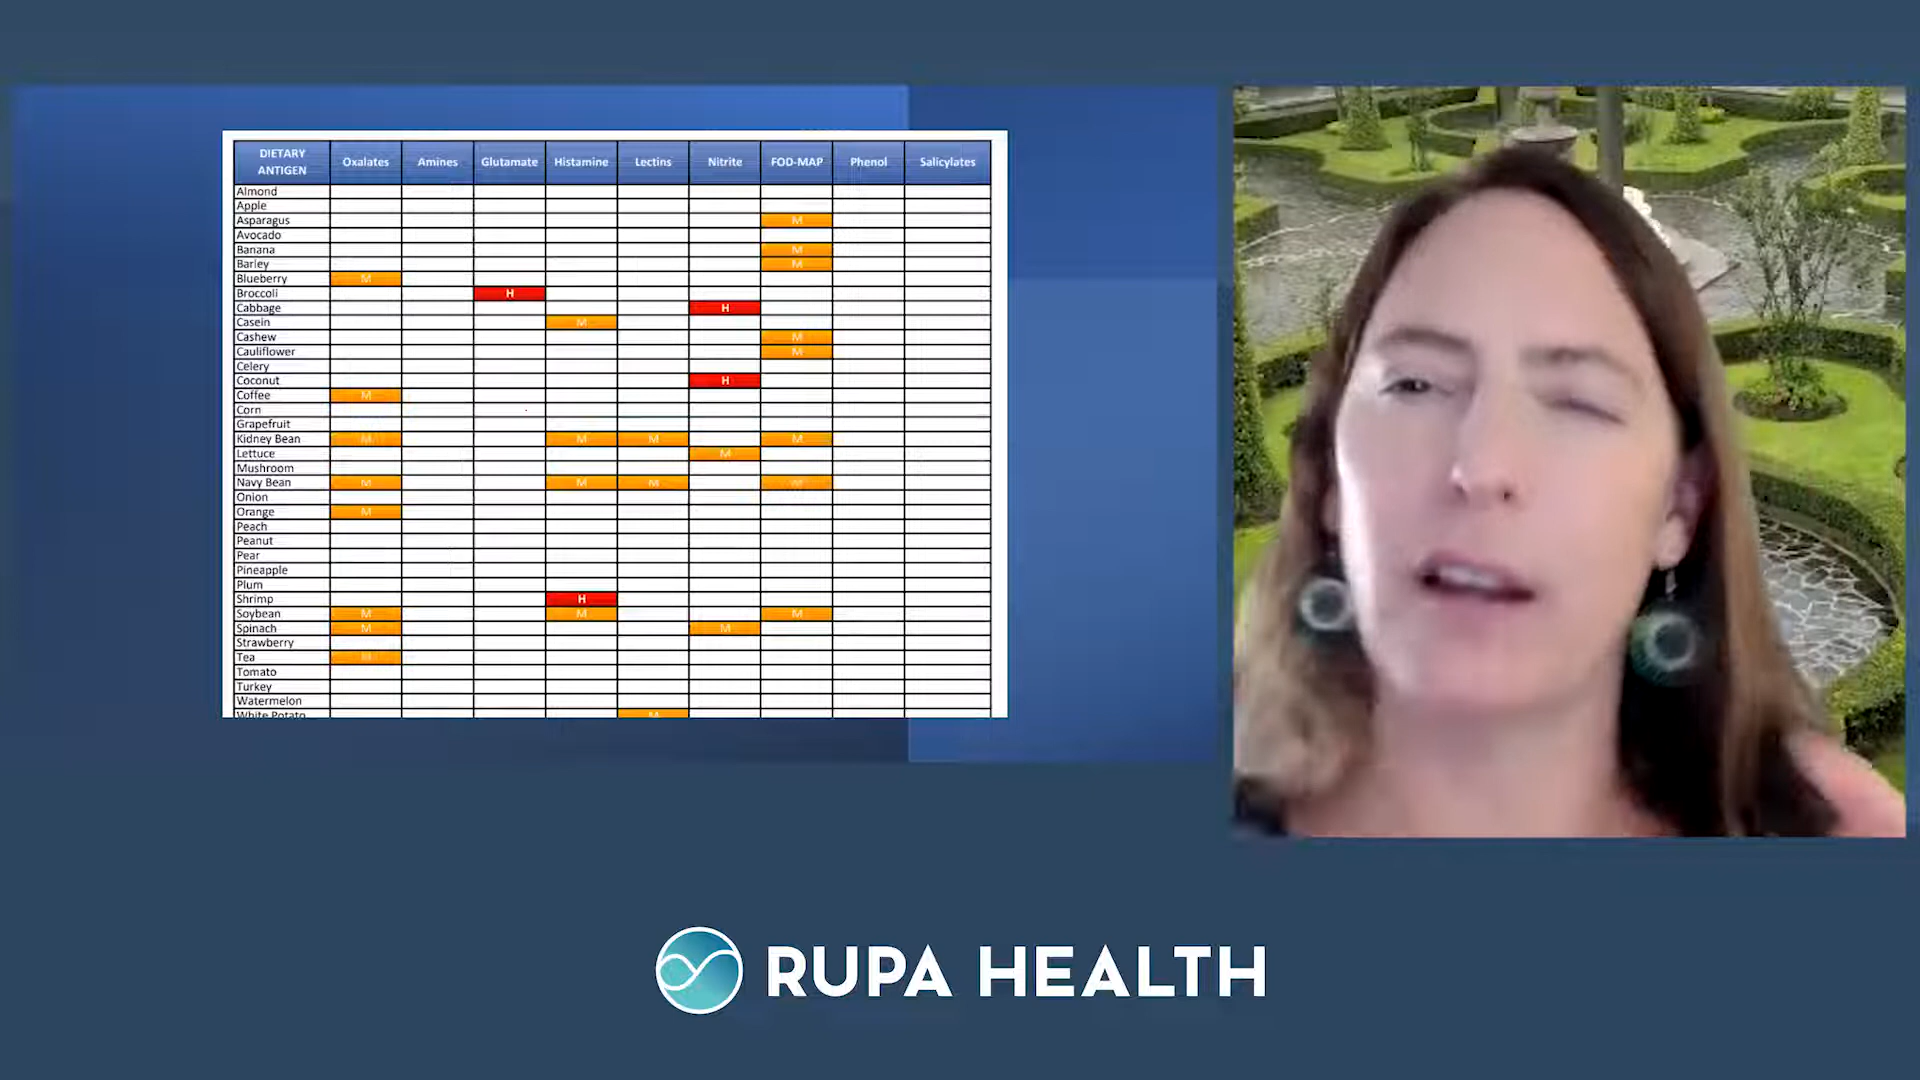 DIETARY ANTIGEN Oxalates Amines Glutamate Histamine Lectins Nitrite FOD-MAP Phenol Salicylates
Almond
Apple
Asparagus M
Avocado
Banana M
Barley M
Blueberry M
Broccoli H
Cabbage H
Casein M
Cashew M
Cauliflower M
Celery
Coconut H
Coffee M
Corn
Grapefruit
Kidney Bean M M M M
Lettuce M
Mushroom
Navy Bean M M M M
Onion
Orange M
Peach
Peanut
Pear
Pineapple
Plum
Shrimp H
Soybean M M M
Spinach M M
Strawberry
Tea M
Tomato
Turkey
Watermelon
White Potato M
RUPA HEALTH